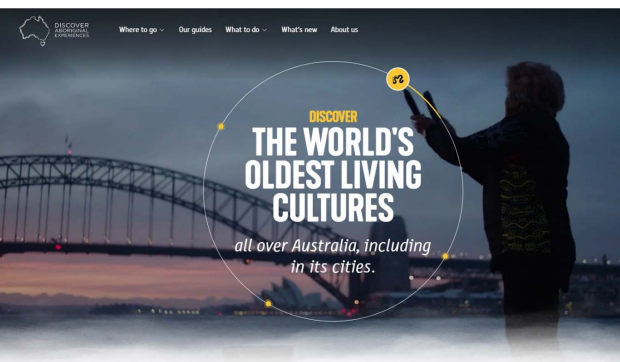 DISCOVER
ABORIGINAL
EXPERIENCES
Where to go Our guides What to do What's new About us
DISCOVER
THE WORLD'S
OLDEST LIVING
CULTURES
all over Australia, including
in its cities.